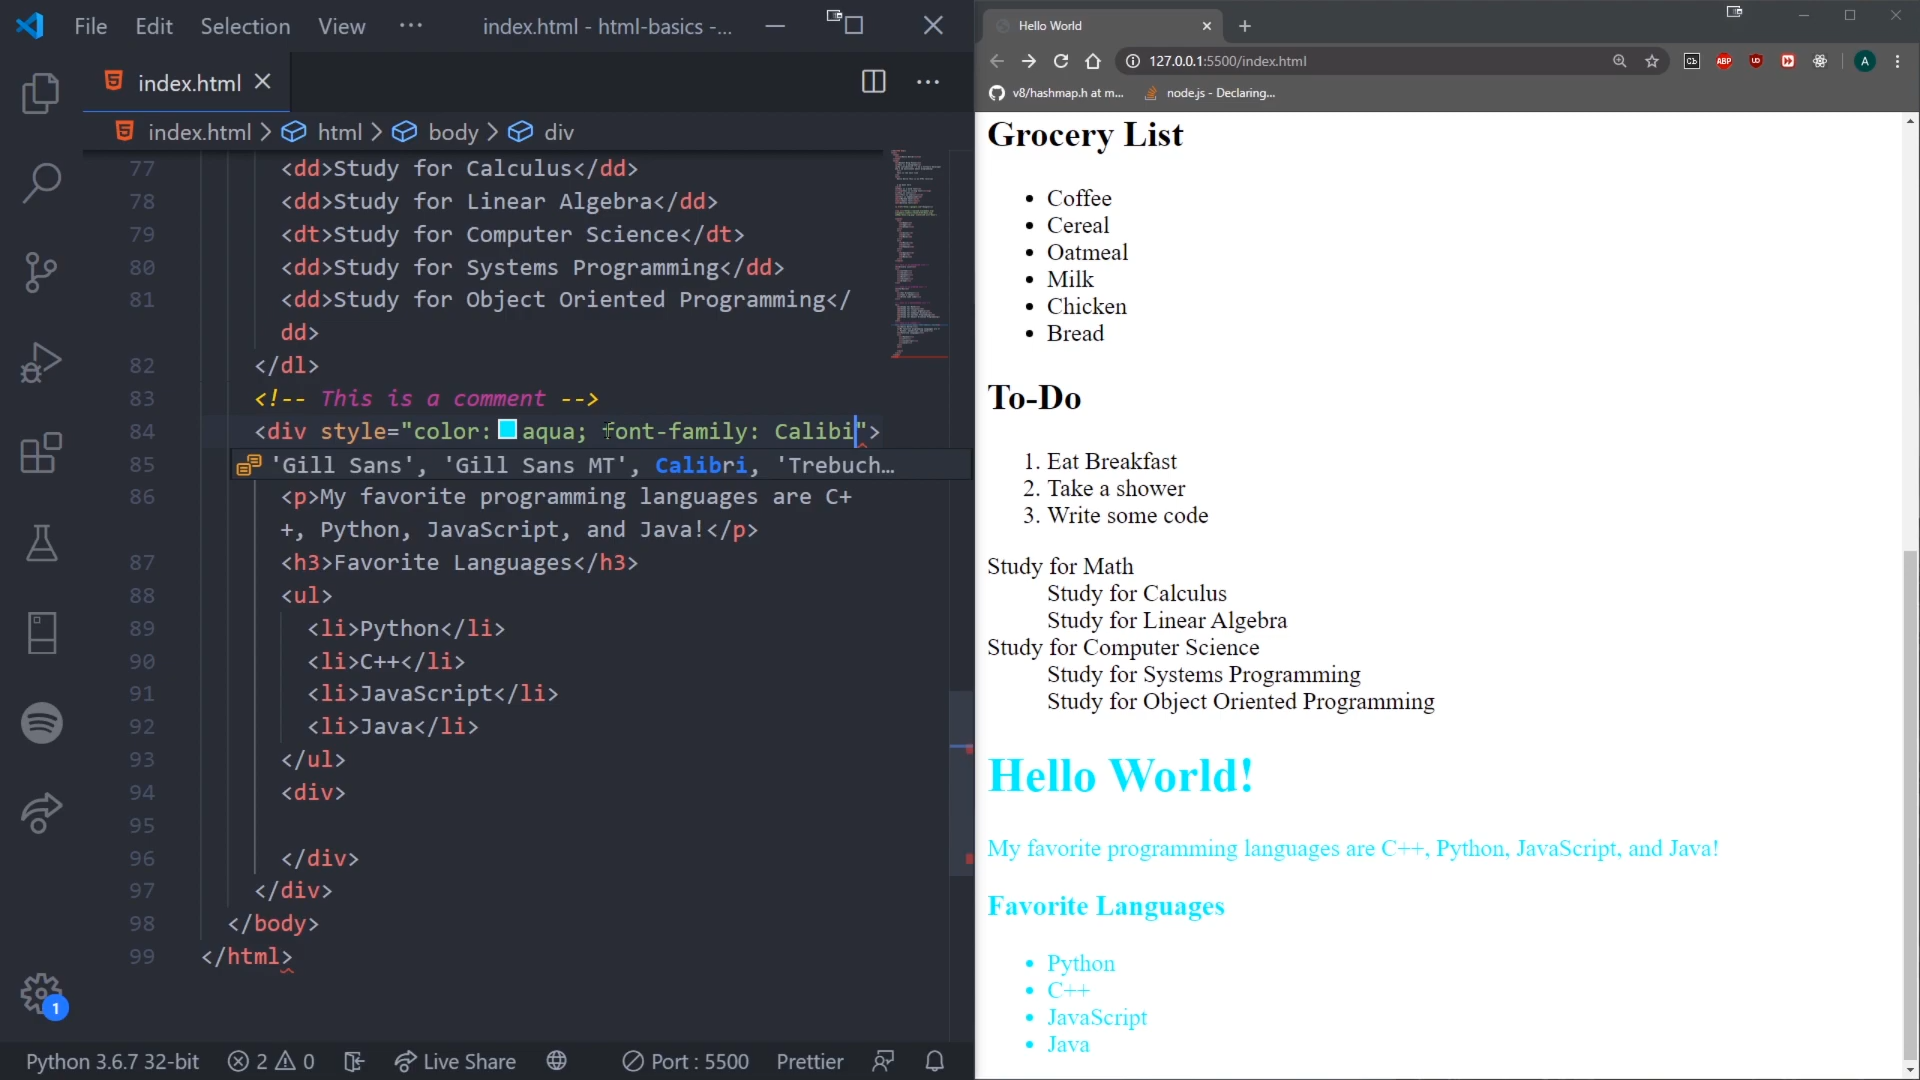 File Edit Selection View ··· index.html - html-basics -...
index.html
index.html > html > body > div
77 <dd>Study for Calculus</dd>
78 <dd>Study for Linear Algebra</dd>
79 <dt>Study for Computer Science</dt>
80 <dd>Study for Systems Programming</dd>
81 <dd>Study for Object Oriented Programming</
dd>
82 </dl>
83 <!-- This is a comment -->
84 <div style="color: aqua; font-family: Calibi">
85 'Gill Sans', 'Gill Sans MT', Calibri, 'Trebuch...
86 <p>My favorite programming languages are C+
+, Python, JavaScript, and Java!</p>
87 <h3>Favorite Languages</h3>
88 <ul>
89 <li>Python</li>
90 <li>C++</li>
91 <li>JavaScript</li>
92 <li>Java</li>
93 </ul>
94 <div>
95
96 </div>
97 </div>
98 </body>
99 </html>
1
Python 3.6.7 32-bit 2 0 Live Share Port : 5500 Prettier
Hello World
127.0.0.1:5500/index.html
ABP A
v8/hashmap.h at m... node.js - Declaring...
Grocery List
• Coffee
• Cereal
• Oatmeal
• Milk
• Chicken
• Bread
To-Do
1. Eat Breakfast
2. Take a shower
3. Write some code
Study for Math
Study for Calculus
Study for Linear Algebra
Study for Computer Science
Study for Systems Programming
Study for Object Oriented Programming
Hello World!
My favorite programming languages are C++, Python, JavaScript, and Java!
Favorite Languages
• Python
• C++
• JavaScript
• Java